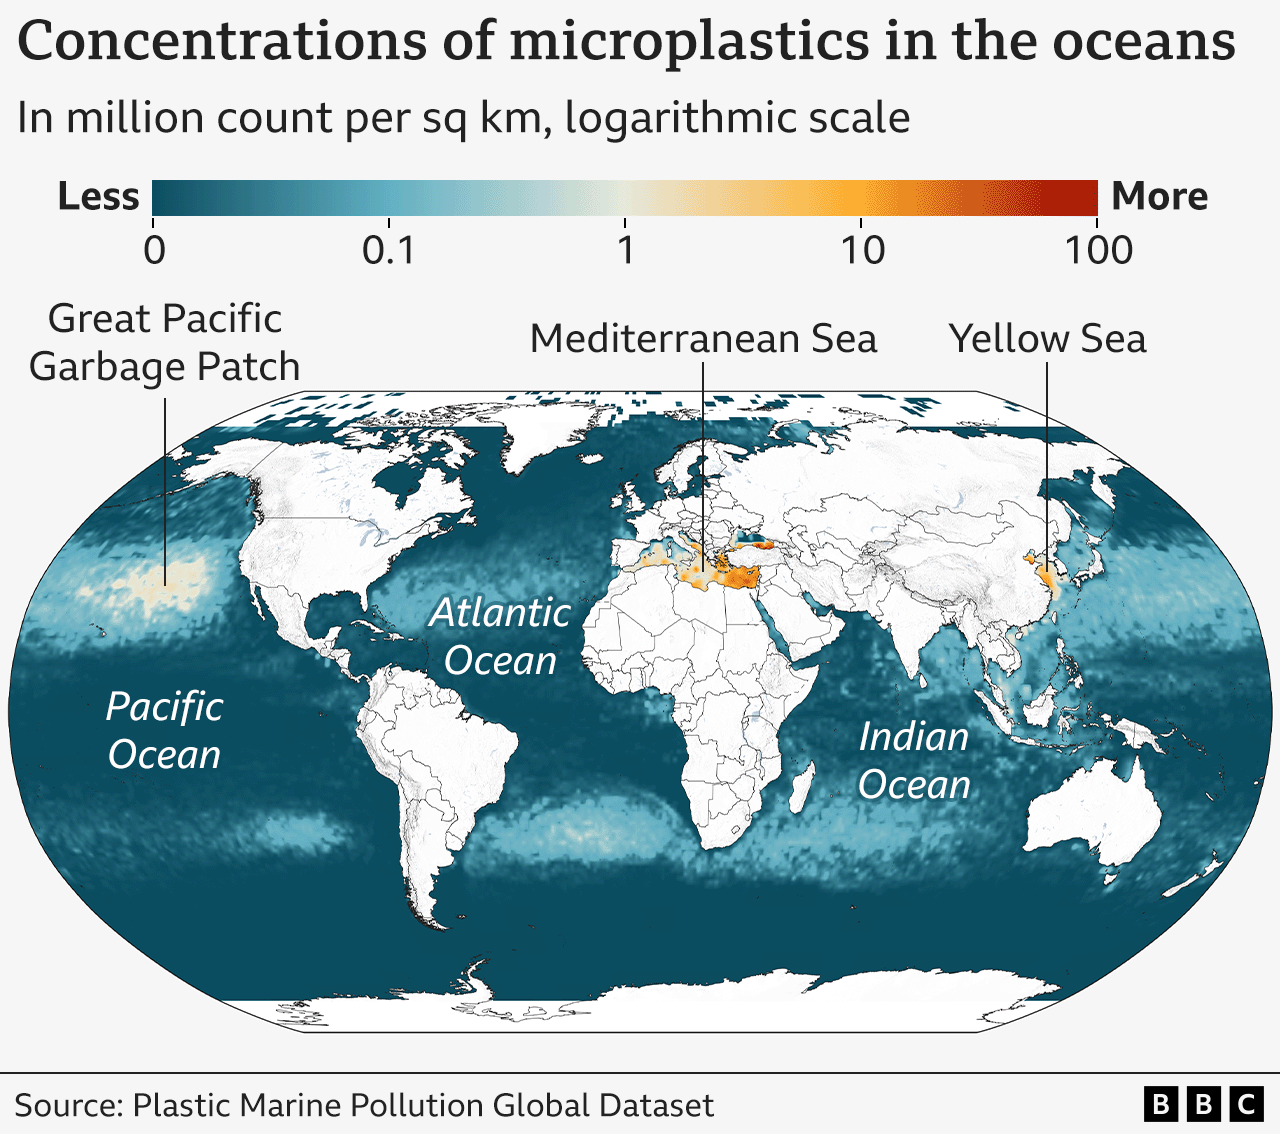 Concentrations of microplastics in the oceans
In million count per sq km, logarithmic scale
Less
More
0
0.1
1
10
100
Great Pacific
Garbage Patch
Mediterranean Sea
Yellow Sea
Atlantic
Ocean
Pacific
Ocean
Indian
Ocean
Source: Plastic Marine Pollution Global Dataset
BBC